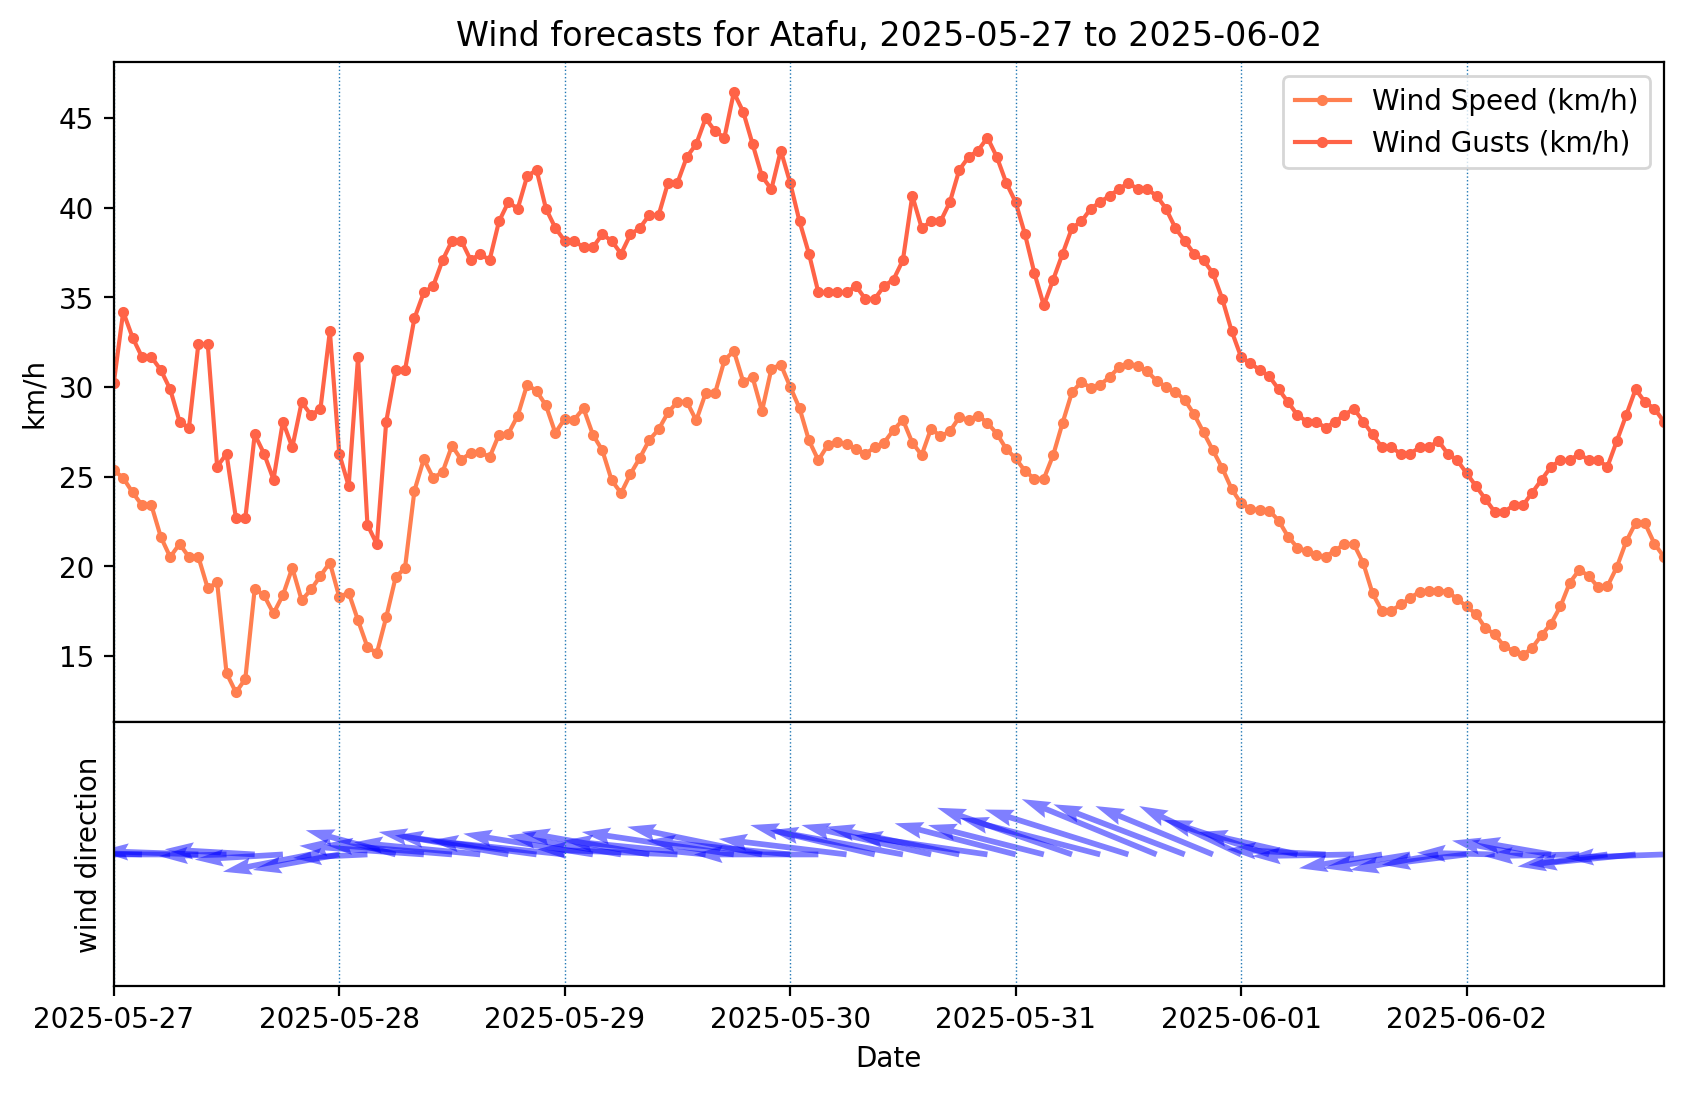 Wind forecasts for Atafu, 2025-05-27 to 2025-06-02
Wind Speed (km/h)
Wind Gusts (km/h)
45
40
35
30
25
20
15
km/h
wind direction
2025-05-27 2025-05-28 2025-05-29 2025-05-30 2025-05-31 2025-06-01 2025-06-02
Date